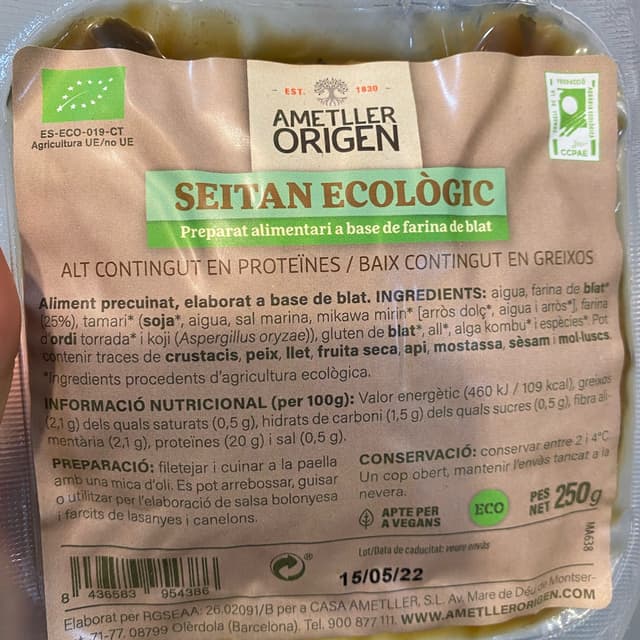 ES-ECO-019-CT
Agricultura UE/no UE
EST. 1830
AMETLLER
ORIGEN
CCPAE
SEITAN ECOLÒGIC
Preparat alimentari a base de farina de blat
ALT CONTINGUT EN PROTEÏNES / BAIX CONTINGUT EN GREIXOS
Aliment precuinat, elaborat a base de blat. INGREDIENTS: aigua, farina de blat*
(25%), tamari* (soja*, aigua, sal marina, mikawa mirin* [arròs dolç*, aigua i arròs*], farina
d'ordi torrada* i koji (Aspergillus oryzae)), gluten de blat*, all*, alga kombu* i espècies*. Pot
contenir traces de crustacis, peix, llet, fruita seca, api, mostassa, sèsam i mol·luscs.
*Ingredients procedents d'agricultura ecològica.
INFORMACIÓ NUTRICIONAL (per 100g): Valor energètic (460 kJ / 109 kcal), greixos
(2,1 g) dels quals saturats (0,5 g), hidrats de carboni (1,5 g) dels quals sucres (0,5 g), fibra ali-
mentària (2,1 g), proteïnes (20 g) i sal (0,5 g).
PREPARACIÓ: filetejar i cuinar a la paella
amb una mica d'oli. Es pot arrebossar, guisar
o utilitzar per l'elaboració de salsa bolonyesa
i farcits de lasanyes i canelons.
CONSERVACIÓ: conservar entre 2 i 4°C
Un cop obert, mantenir l'envàs tancat a la
nevera.
APTE PER
A VEGANS
ECO
PES
NET 250g
MA638
Lot/Data de caducitat: veure envàs
15/05/22
8 436583 954386
Elaborat per RGSEAA: 26.02091/B per a CASA AMETLLER, S.L. Av. Mare de Déu de Montser-
71-77, 08799 Olèrdola (Barcelona). Tel. 900 877 111. WWW.AMETLLERORIGEN.COM